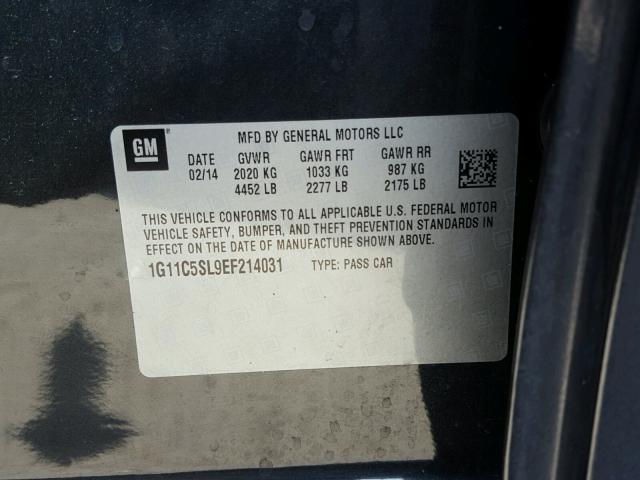 GM
MFD BY GENERAL MOTORS LLC
DATE GVWR GAWR FRT GAWR RR
02/14 2020 KG 1033 KG 987 KG
4452 LB 2277 LB 2175 LB
THIS VEHICLE CONFORMS TO ALL APPLICABLE U.S. FEDERAL MOTOR
VEHICLE SAFETY, BUMPER, AND THEFT PREVENTION STANDARDS IN
EFFECT ON THE DATE OF MANUFACTURE SHOWN ABOVE.
1G11C5SL9EF214031 TYPE: PASS CAR